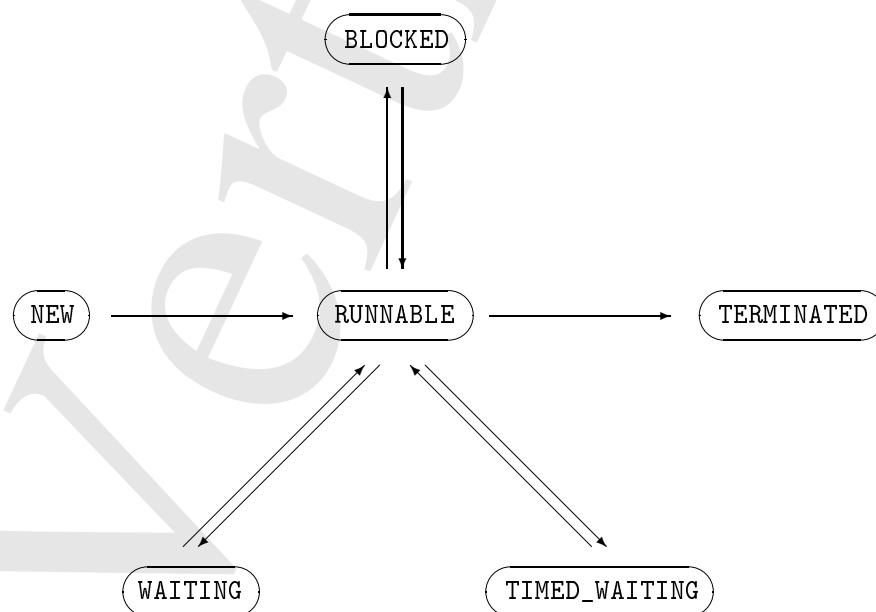 BLOCKED
NEW
RUNNABLE
TERMINATED
WAITING
TIMED_WAITING